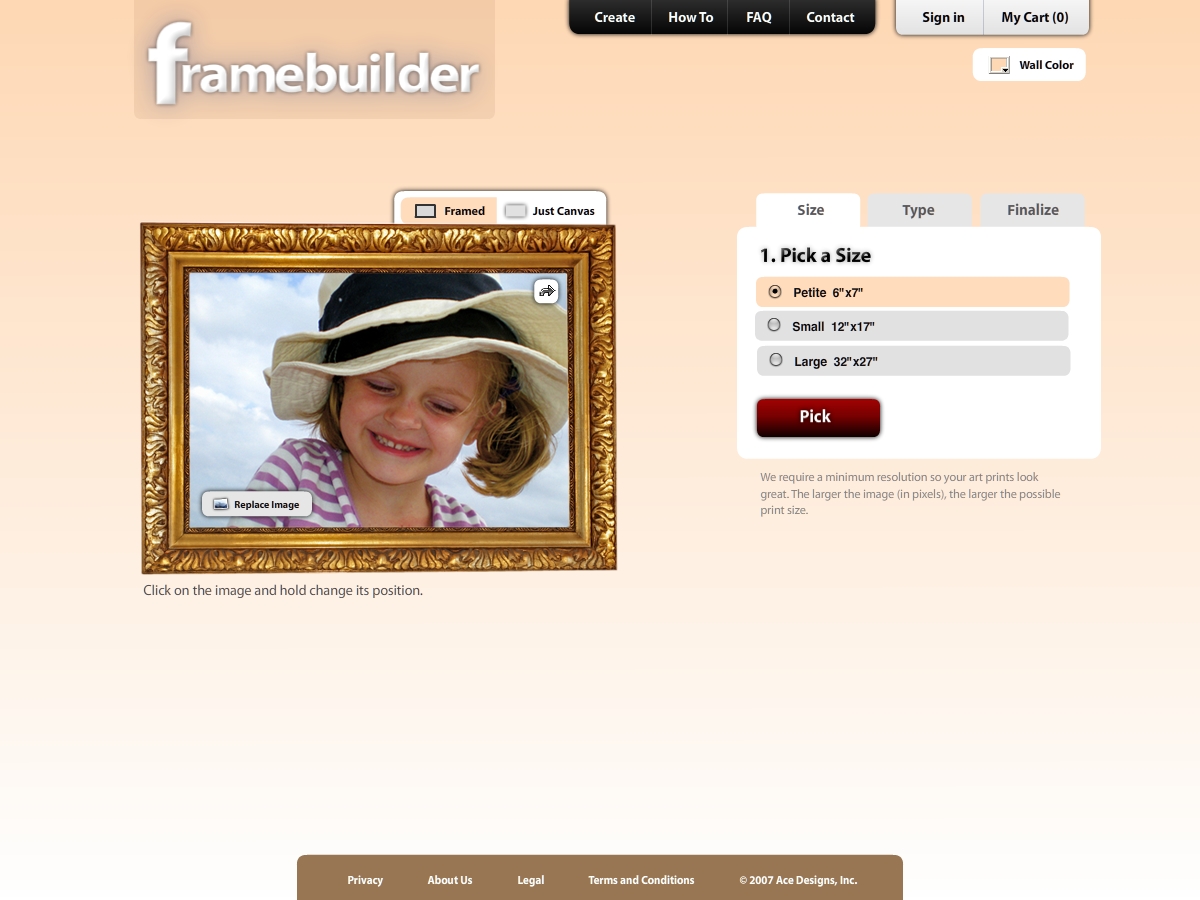 framebuilder
Create How To FAQ Contact
Sign in My Cart (0)
Wall Color
Framed Just Canvas
Replace Image
Click on the image and hold change its position.
Size Type Finalize
1. Pick a Size
Petite 6"x7"
Small 12"x17"
Large 32"x27"
Pick
We require a minimum resolution so your art prints look
great. The larger the image (in pixels), the larger the possible
print size.
Privacy About Us Legal Terms and Conditions © 2007 Ace Designs, Inc.